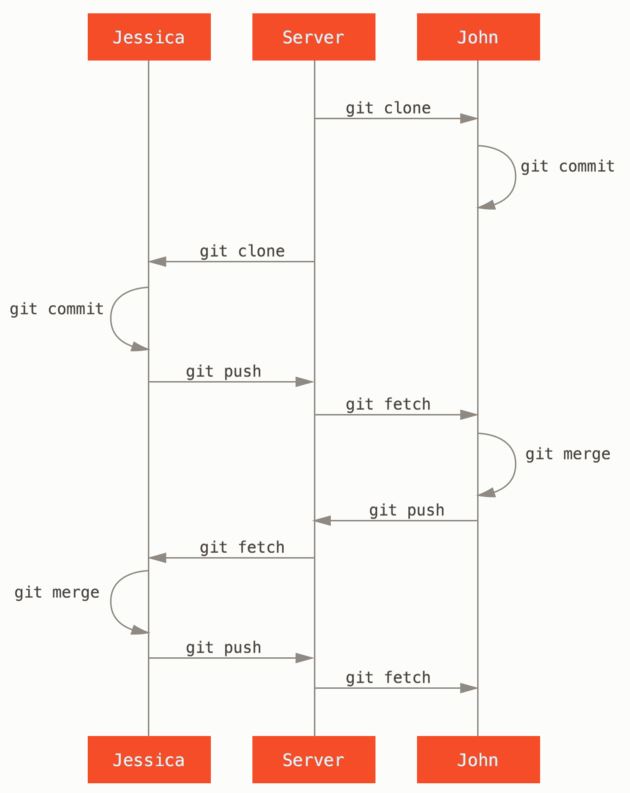 Jessica
Server
John
git clone
git commit
git clone
git commit
git push
git fetch
git merge
git push
git fetch
git merge
git push
git fetch
Jessica
Server
John